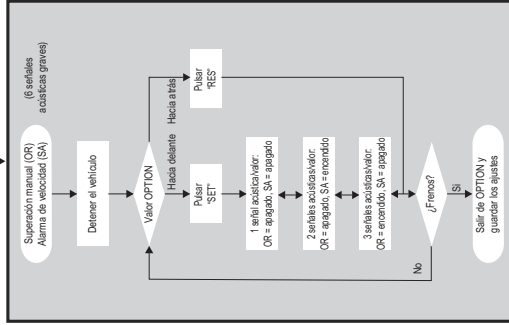 Superación manual (OR)
Alarma de velocidad (SA)
(6 señales
acústicas graves)
Detener el vehículo
Valor OPTION
Hacia delante
Hacia atrás
Pulsar
"SET"
Pulsar
"RES"
1 señal acústica/valor:
OR = apagado, SA = apagado
2 señales acústicas/valor:
OR = apagado, SA = encendido
3 señales acústicas/valor:
OR = encendido, SA = apagado
¿Frenos?
No
Si
Salir de OPTION y
guardar los ajustes